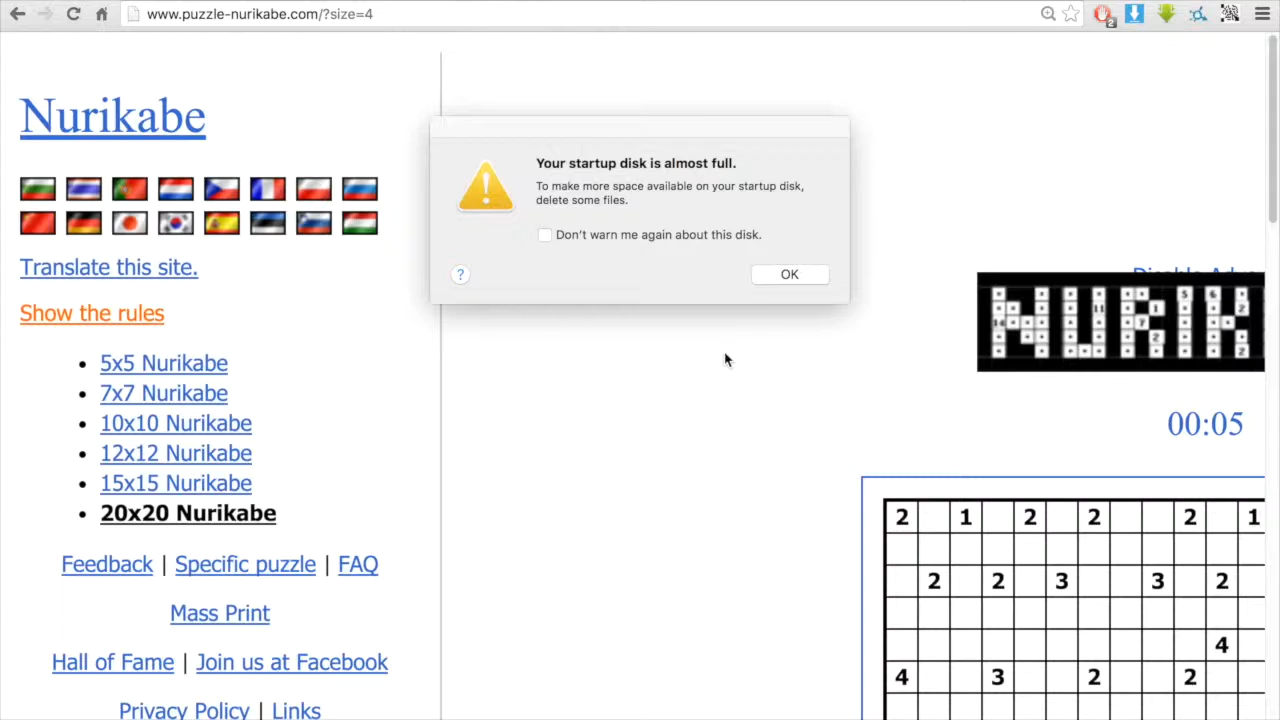 www.puzzle-nurikabe.com/?size=4
2
Nurikabe
Your startup disk is almost full.
To make more space available on your startup disk,
delete some files.
Don't warn me again about this disk.
? OK
Translate this site.
Show the rules
5x5 Nurikabe
7x7 Nurikabe
10x10 Nurikabe
12x12 Nurikabe
15x15 Nurikabe
20x20 Nurikabe
Feedback | Specific puzzle | FAQ
Mass Print
Hall of Fame | Join us at Facebook
Privacy Policy | Links
NURIK
00:05
2 1 2 2 2 1
2 2 3 3 2
4
4 3 2 2